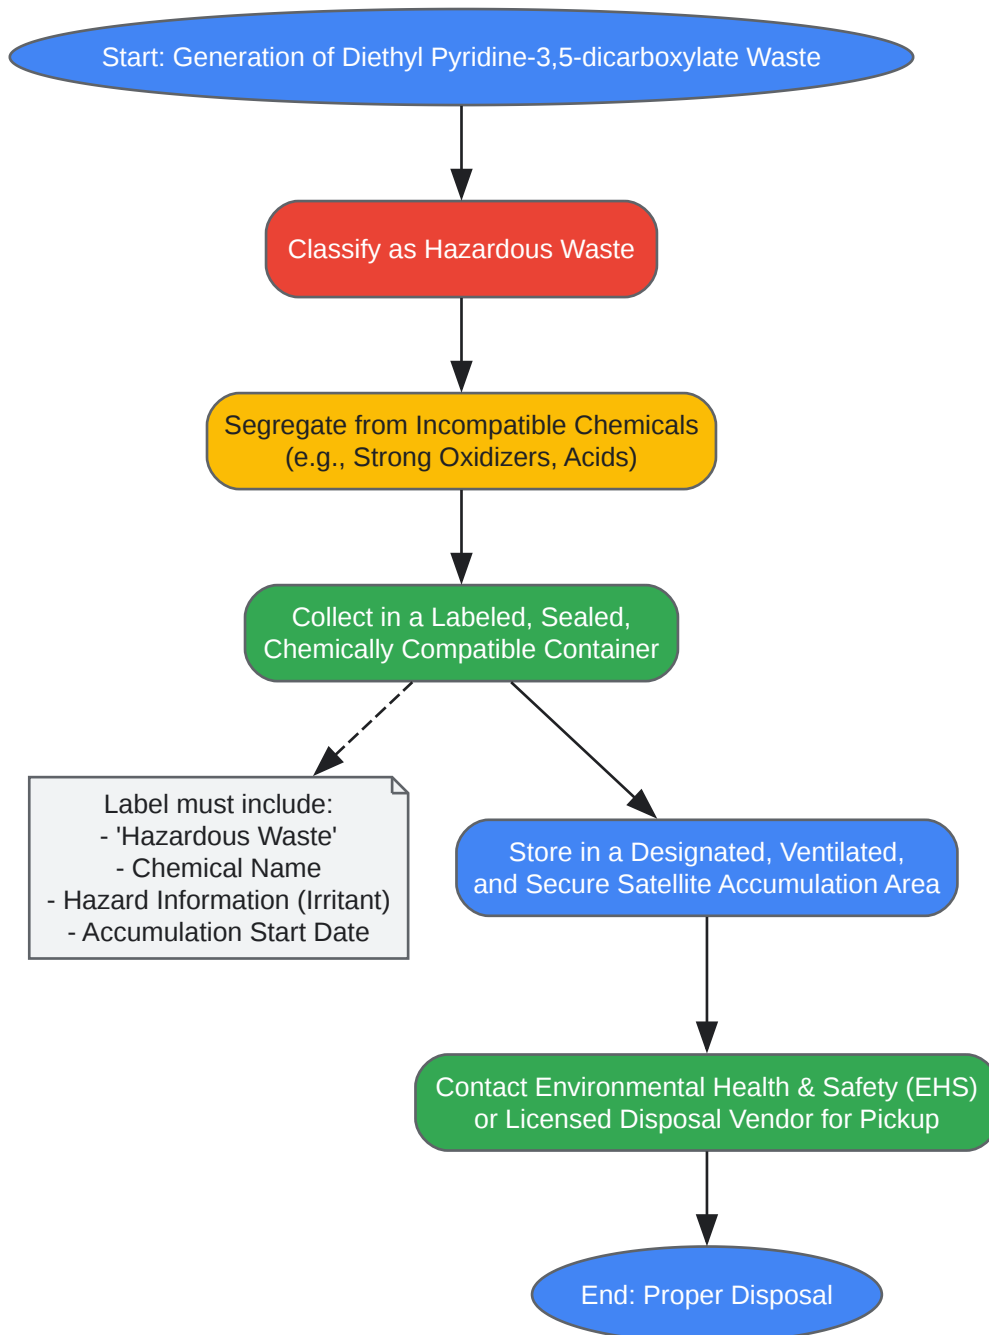 Start: Generation of Diethyl Pyridine-3,5-dicarboxylate Waste
Classify as Hazardous Waste
Segregate from Incompatible Chemicals
(e.g., Strong Oxidizers, Acids)
Collect in a Labeled, Sealed,
Chemically Compatible Container
Label must include:
- 'Hazardous Waste'
- Chemical Name
- Hazard Information (Irritant)
- Accumulation Start Date
Store in a Designated, Ventilated,
and Secure Satellite Accumulation Area
Contact Environmental Health & Safety (EHS)
or Licensed Disposal Vendor for Pickup
End: Proper Disposal